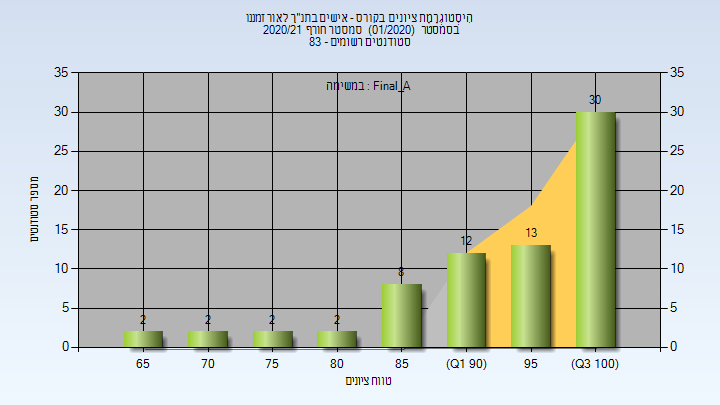 היסטוגרמת ציונים בקורס - אישים בתנ"ך לאור זמננו
בסמסטר (01/2020) סמסטר חורף 2020/21
סטודנטים רשומים - 83
במשימה : Final_A
מספר סטודנטים
35 35
30 30
25 25
20 20
15 15
10 10
5 5
0 0
2 2 2 2 8 12 13 30
65 70 75 80 85 (Q1 90) 95 (Q3 100)
טווח ציונים